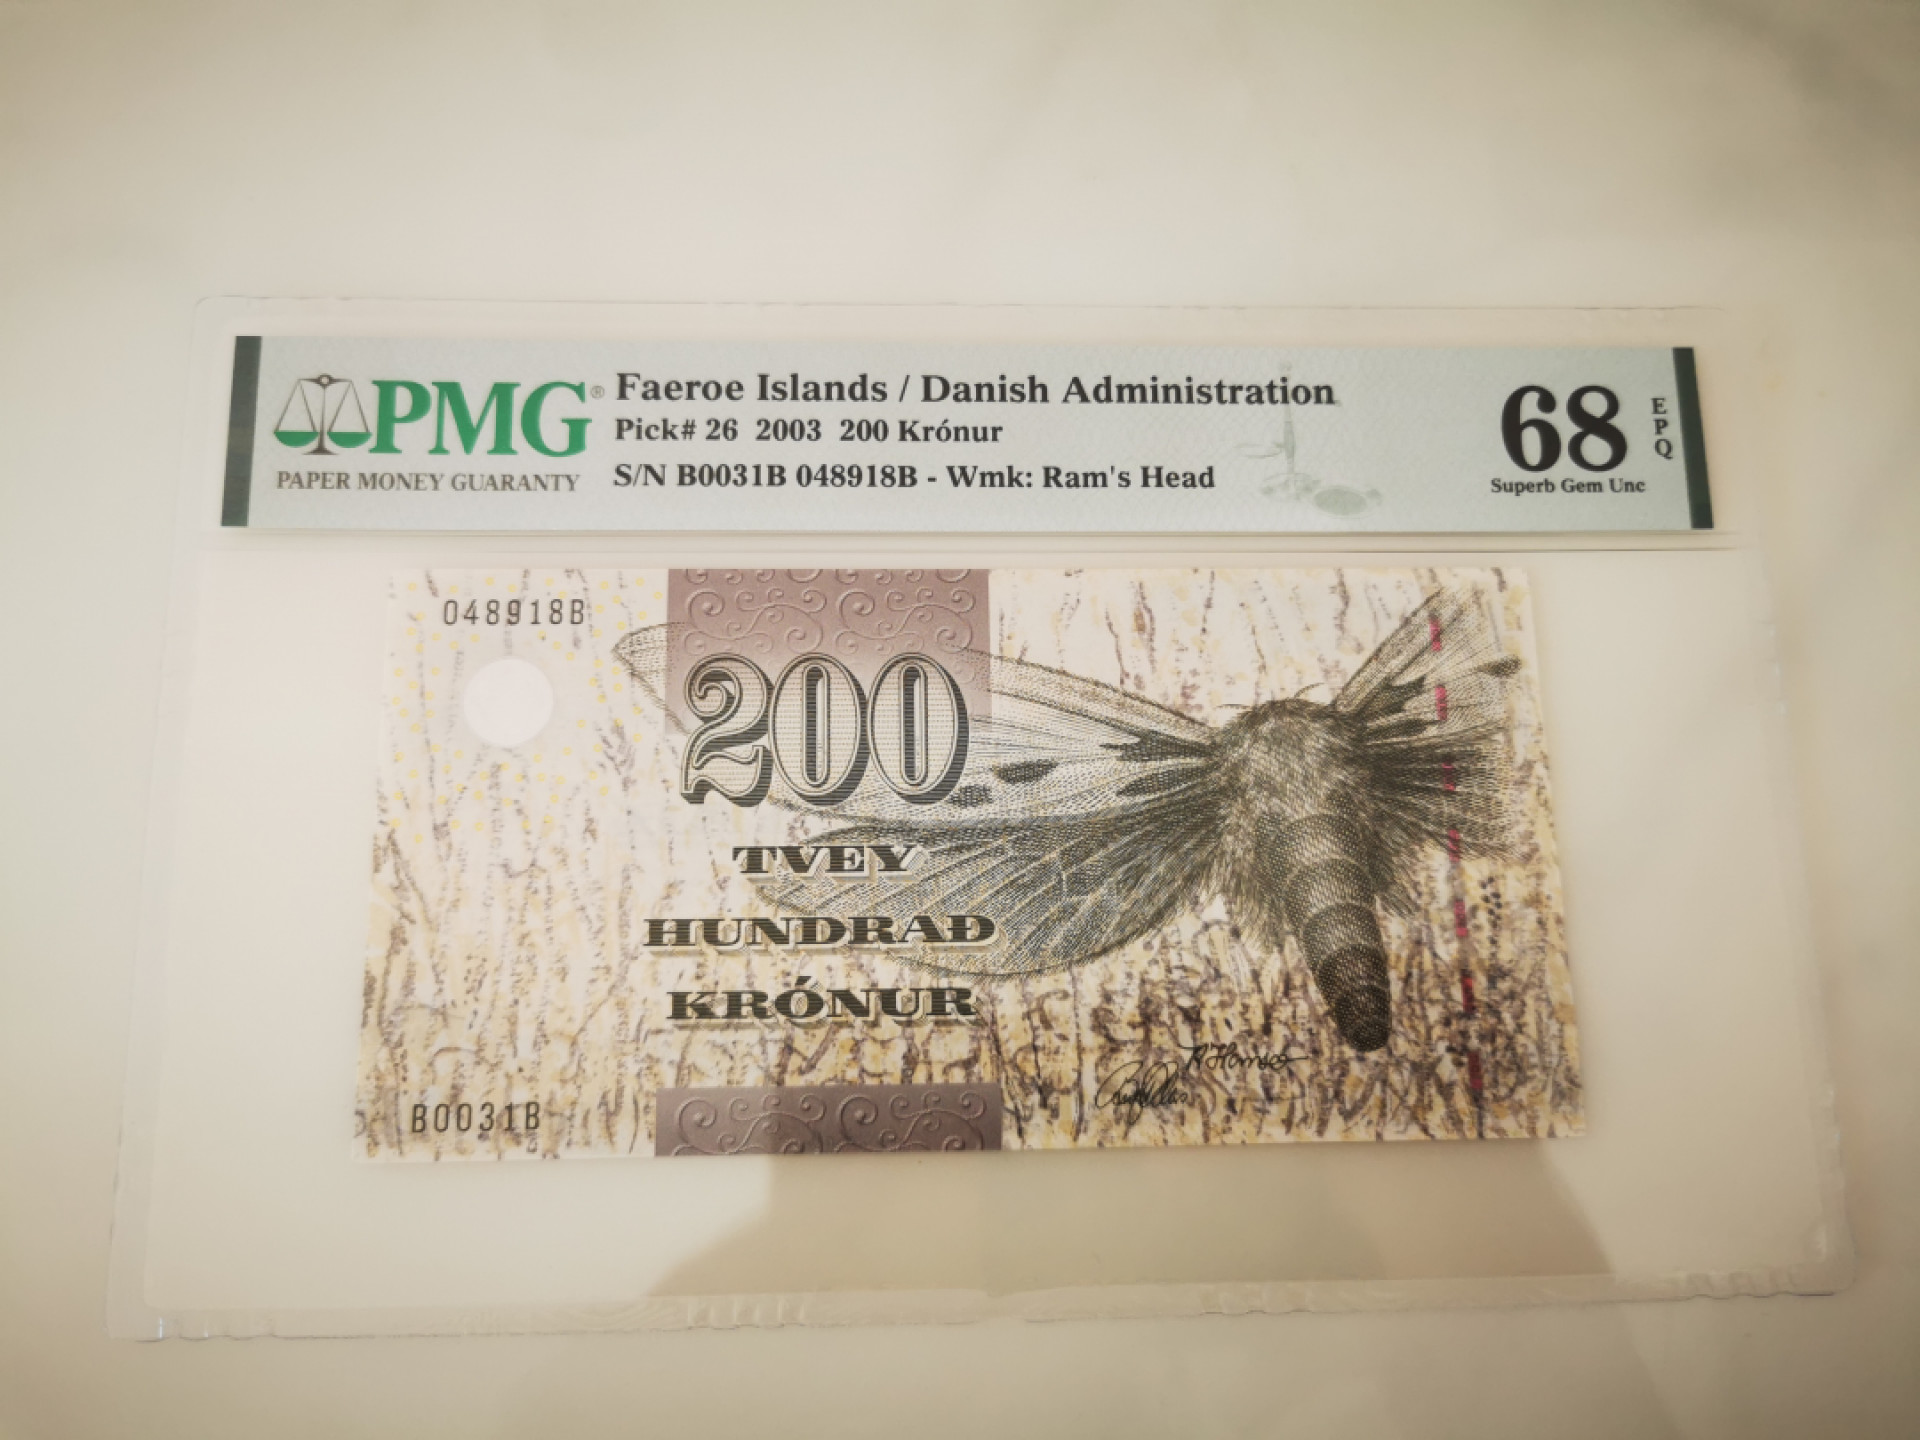 PMG®
PAPER MONEY GUARANTY
Faeroe Islands / Danish Administration
Pick# 26 2003 200 Krónur
S/N B0031B 048918B - Wmk: Ram's Head
68
EPQ
Superb Gem Unc
048918B
200
TVEY
HUNDRAÐ
KRÓNUR
B0031B